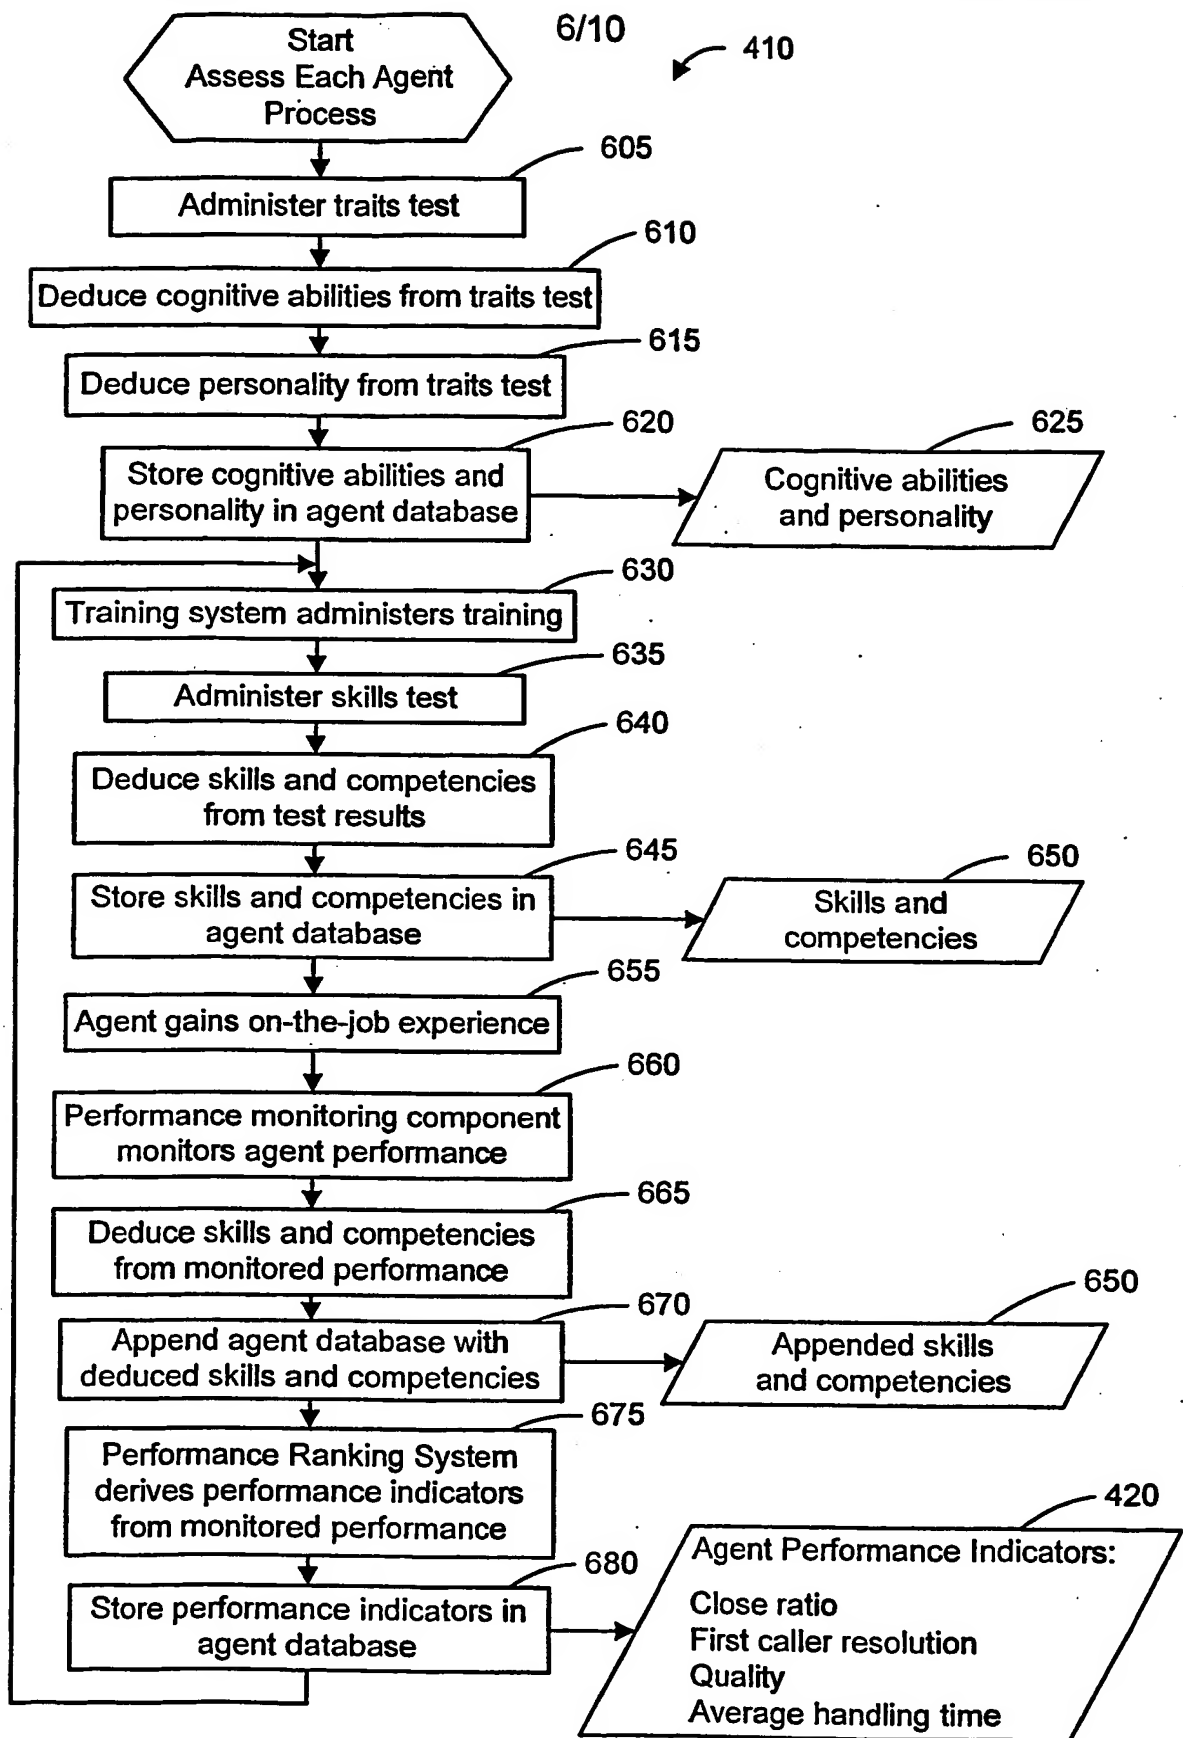 6/10
410
Start
Assess Each Agent
Process
605
Administer traits test
610
Deduce cognitive abilities from traits test
615
Deduce personality from traits test
620
Store cognitive abilities and
personality in agent database
625
Cognitive abilities
and personality
630
Training system administers training
635
Administer skills test
640
Deduce skills and competencies
from test results
645
Store skills and competencies in
agent database
650
Skills and
competencies
655
Agent gains on-the-job experience
660
Performance monitoring component
monitors agent performance
665
Deduce skills and competencies
from monitored performance
670
Append agent database with
deduced skills and competencies
650
Appended skills
and competencies
675
Performance Ranking System
derives performance indicators
from monitored performance
680
Store performance indicators in
agent database
420
Agent Performance Indicators:
Close ratio
First caller resolution
Quality
Average handling time